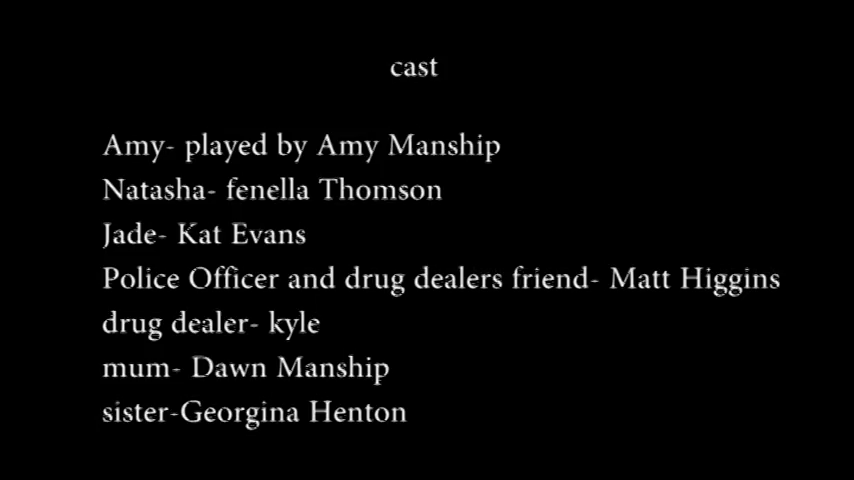 cast
Amy- played by Amy Manship
Natasha- fenella Thomson
Jade- Kat Evans
Police Officer and drug dealers friend- Matt Higgins
drug dealer- kyle
mum- Dawn Manship
sister-Georgina Henton